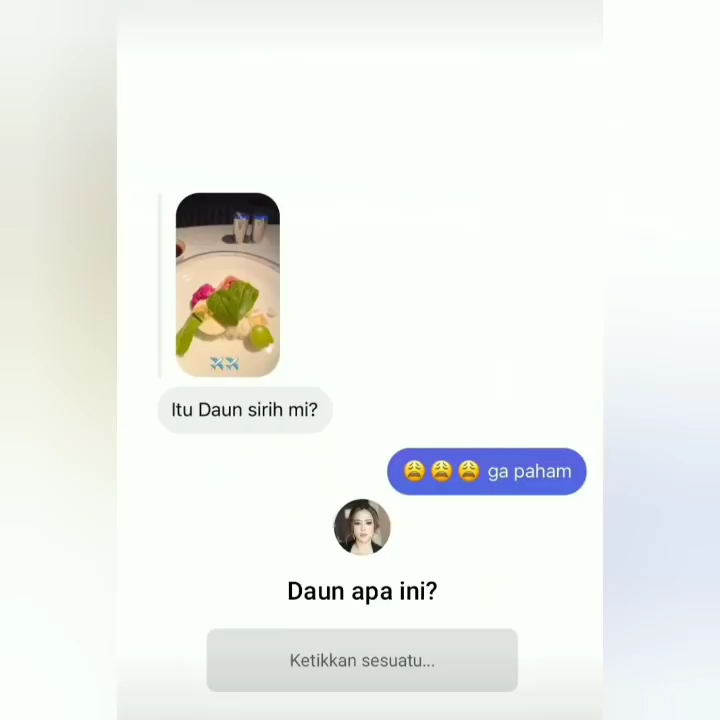 Itu Daun sirih mi?
😩😩😩 ga paham
Daun apa ini?
Ketikkan sesuatu...